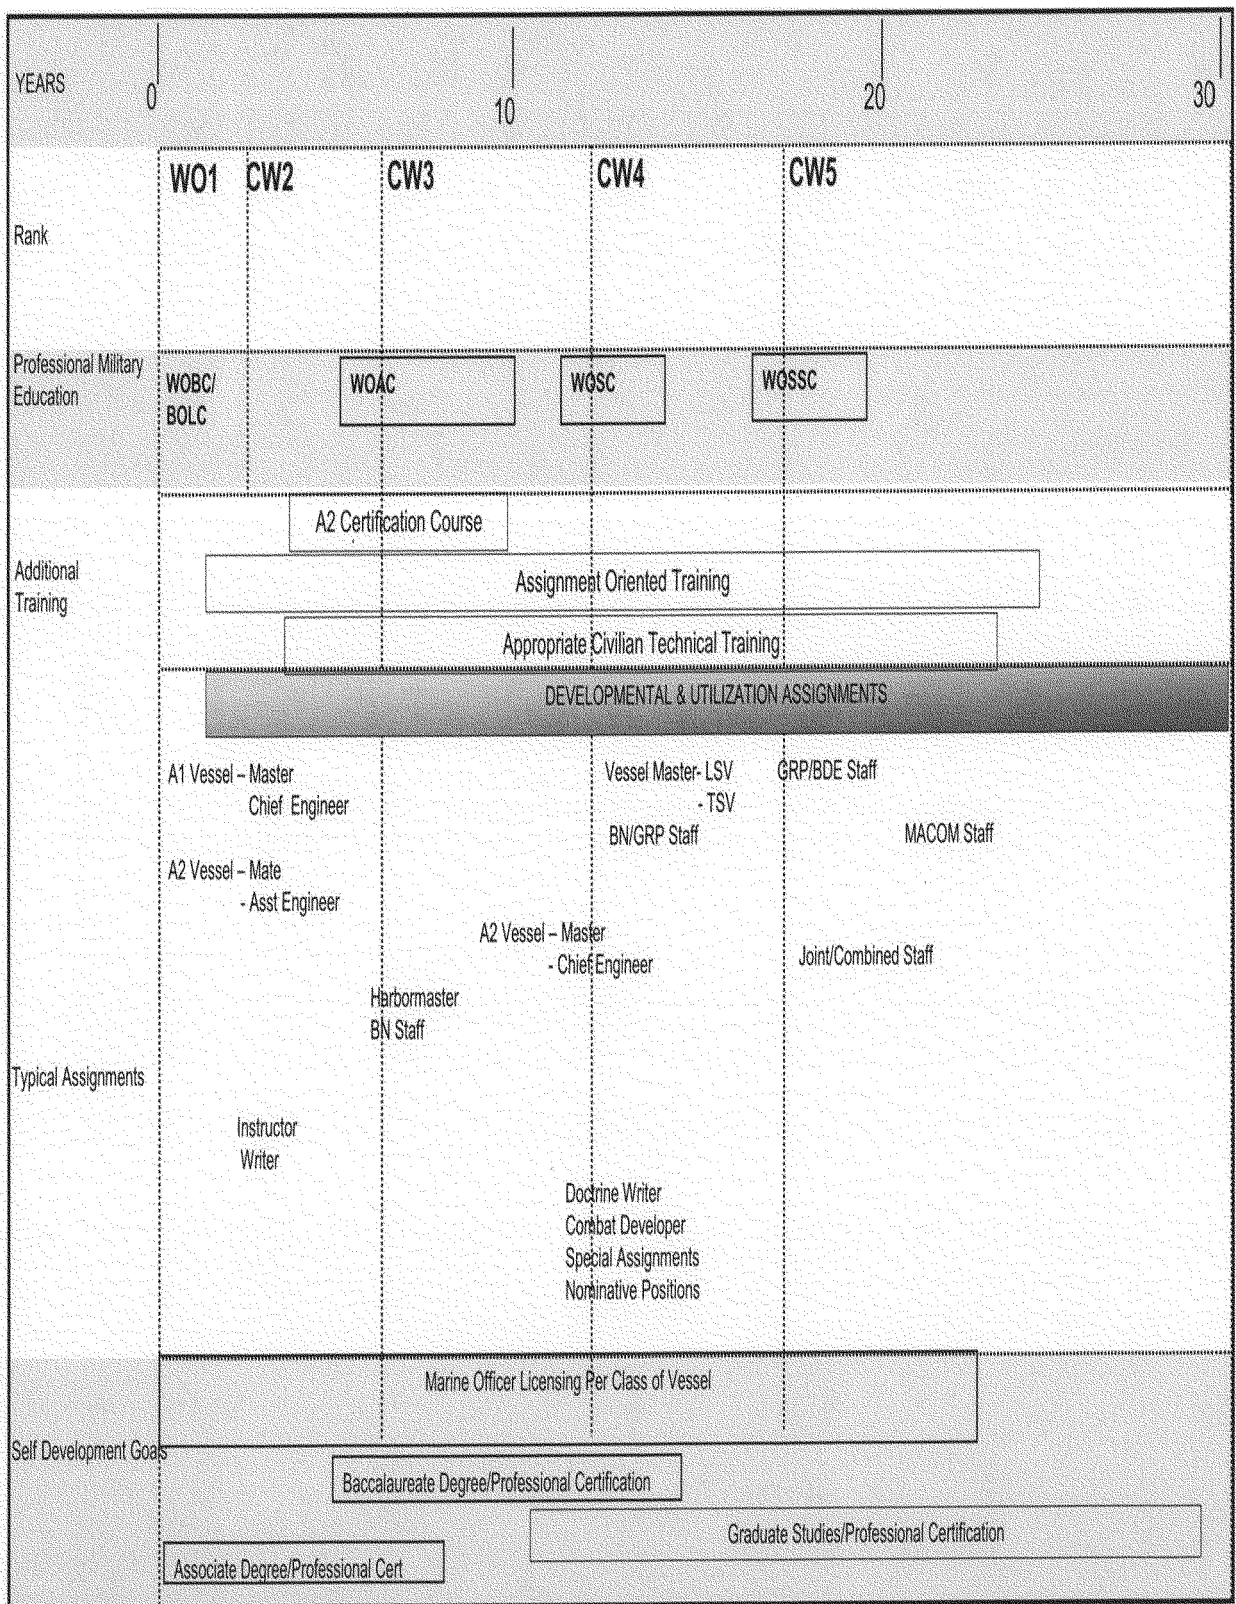 YEARS
0
10
20
30
WO1 CW2 CW3 CW4 CW5
Rank
Professional Military
Education
WOBC/
BOLC
WOAC
WOSC
WOSSC
A2 Certification Course
Additional
Training
Assignment Oriented Training
Appropriate Civilian Technical Training
DEVELOPMENTAL & UTILIZATION ASSIGNMENTS
A1 Vessel – Master
Chief Engineer
Vessel Master- LSV
- TSV
BN/GRP Staff
GRP/BDE Staff
MACOM Staff
A2 Vessel – Mate
- Asst Engineer
A2 Vessel – Master
- Chief Engineer
Joint/Combined Staff
Harbormaster
BN Staff
Typical Assignments
Instructor
Writer
Doctrine Writer
Combat Developer
Special Assignments
Nominative Positions
Marine Officer Licensing Per Class of Vessel
Self Development Goals
Baccalaureate Degree/Professional Certification
Graduate Studies/Professional Certification
Associate Degree/Professional Cert